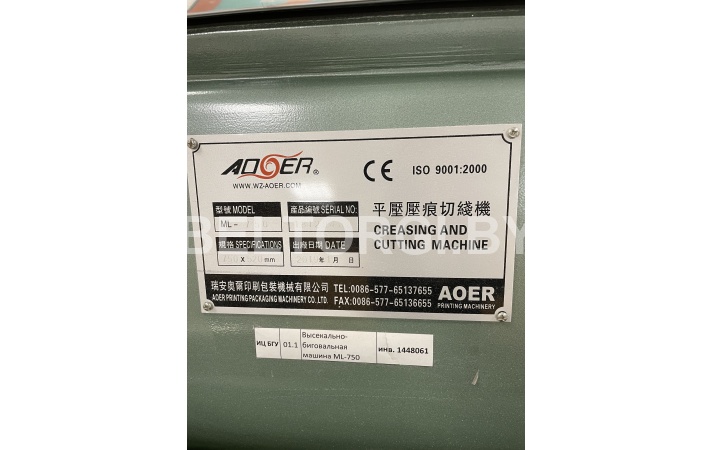 AOER®
WWW.WZ-AOER.COM
CE ISO 9001:2000
型號 MODEL 產品編號 SERIAL NO:
ML-
規格 SPECIFICATIONS 出廠日期 DATE
X mm 年 月 日
平壓壓痕切綫機
CREASING AND
CUTTING MACHINE
BELTORGI.BY
瑞安奧爾印刷包裝機械有限公司 TEL:0086-577-65137655
AOER PRINTING PACKAGING MACHINERY CO.LTD. FAX:0086-577-65136655
AOER
PRINTING MACHINERY
ИЦ БГУ 01.1 Высекально-
биговальная
машина ML-750 инв. 1448061